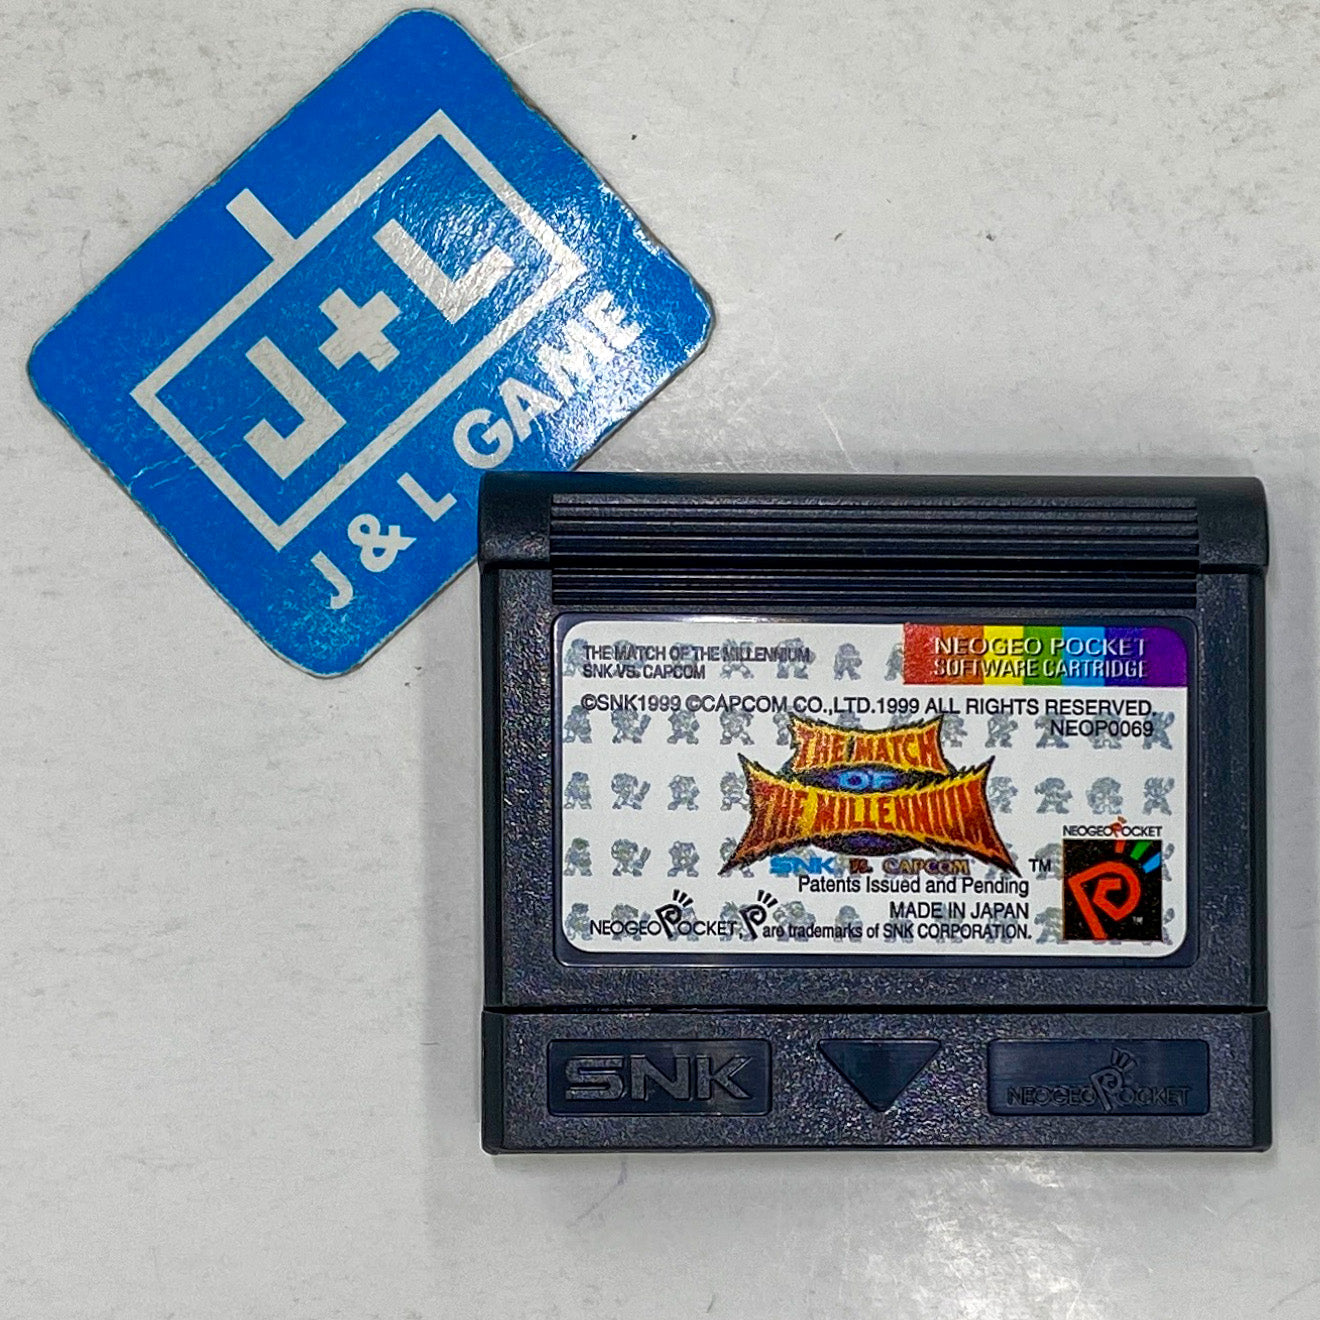 J+L
J & L GAME
THE MATCH OF THE MILLENNIUM
SNK VS. CAPCOM
NEOGEO POCKET
SOFTWARE CARTRIDGE
©SNK1999 ©CAPCOM CO.,LTD.1999 ALL RIGHTS RESERVED.
NEOP0069
THE MATCH
OF
THE MILLENNIUM
SNK VS. CAPCOM
TM
NEOGEO POCKET
Patents Issued and Pending
MADE IN JAPAN
NEOGEO POCKET, P are trademarks of SNK CORPORATION.
P TM
SNK
NEOGEO POCKET